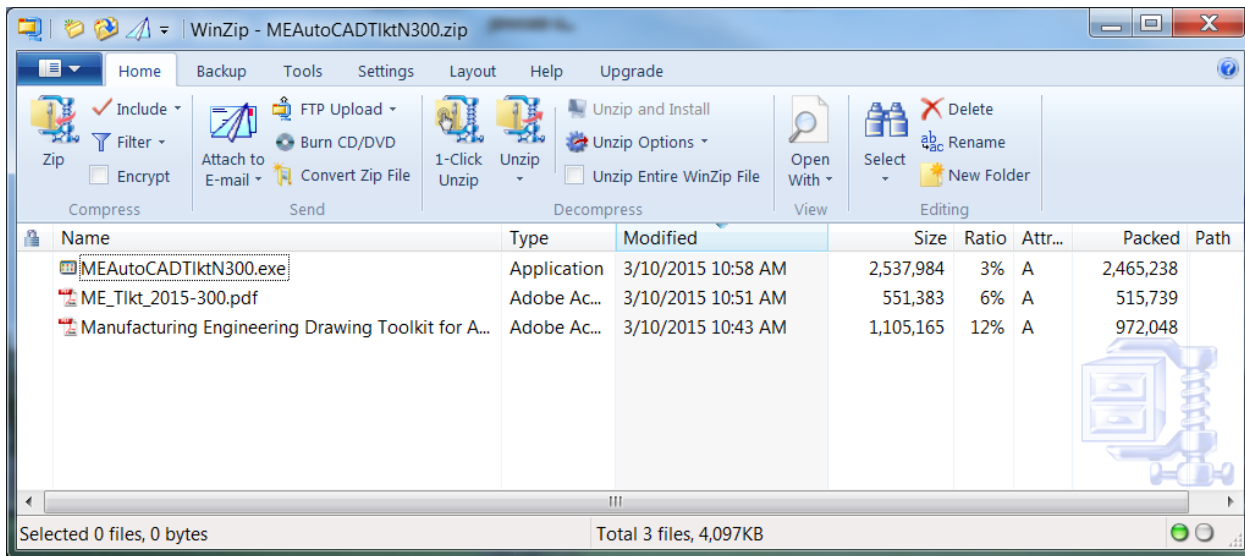 WinZip - MEAutoCADTlktN300.zip
Home Backup Tools Settings Layout Help Upgrade
Zip
Include
Filter
Encrypt
Compress
Attach to
E-mail
FTP Upload
Burn CD/DVD
Convert Zip File
Send
1-Click
Unzip
Unzip
Unzip and Install
Unzip Options
Unzip Entire WinZip File
Decompress
Open
With
View
Select
Delete
Rename
New Folder
Editing
Name Type Modified Size Ratio Attr... Packed Path
MEAutoCADTlktN300.exe Application 3/10/2015 10:58 AM 2,537,984 3% A 2,465,238
ME_Tlkt_2015-300.pdf Adobe Ac... 3/10/2015 10:51 AM 551,383 6% A 515,739
Manufacturing Engineering Drawing Toolkit for A... Adobe Ac... 3/10/2015 10:43 AM 1,105,165 12% A 972,048
Selected 0 files, 0 bytes Total 3 files, 4,097KB